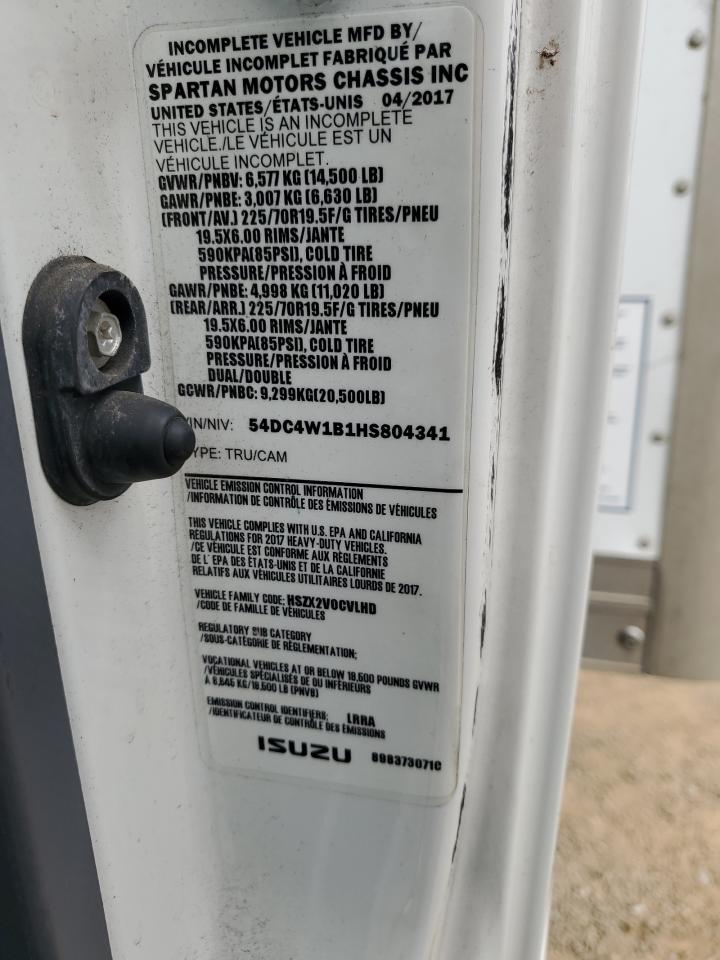 INCOMPLETE VEHICLE MFD BY/
VÉHICULE INCOMPLET FABRIQUÉ PAR
SPARTAN MOTORS CHASSIS INC
UNITED STATES/ÉTATS-UNIS 04/2017
THIS VEHICLE IS AN INCOMPLETE
VEHICLE./LE VÉHICULE EST UN
VÉHICULE INCOMPLET.
GVWR/PNBV: 6,577 KG (14,500 LB)
GAWR/PNBE: 3,007 KG (6,630 LB)
(FRONT/AV.) 225/70R19.5F/G TIRES/PNEU
19.5X6.00 RIMS/JANTE
590KPA(85PSI), COLD TIRE
PRESSURE/PRESSION À FROID
GAWR/PNBE: 4,998 KG (11,020 LB)
(REAR/ARR.) 225/70R19.5F/G TIRES/PNEU
19.5X6.00 RIMS/JANTE
590KPA(85PSI), COLD TIRE
PRESSURE/PRESSION À FROID
DUAL/DOUBLE
GCWR/PNBC: 9,299KG(20,500LB)
VIN/NIV: 54DC4W1B1HS804341
TYPE: TRU/CAM
VEHICLE EMISSION CONTROL INFORMATION
/INFORMATION DE CONTRÔLE DES ÉMISSIONS DE VÉHICULES
THIS VEHICLE COMPLIES WITH U.S. EPA AND CALIFORNIA
REGULATIONS FOR 2017 HEAVY-DUTY VEHICLES.
/CE VÉHICULE EST CONFORME AUX RÈGLEMENTS
DE L' EPA DES ÉTATS-UNIS ET DE LA CALIFORNIE
RELATIFS AUX VÉHICULES UTILITAIRES LOURDS DE 2017.
VEHICLE FAMILY CODE: HSZX2VOCVLHD
/CODE DE FAMILLE DE VÉHICULES
REGULATORY SUB CATEGORY
/SOUS-CATÉGORIE DE RÉGLEMENTATION:
VOCATIONAL VEHICLES AT OR BELOW 19,500 POUNDS GVWR
/VÉHICULES SPÉCIALISÉS DE OU INFÉRIEURS
À 8,845 KG/19,500 LB (PNVB)
EMISSION CONTROL IDENTIFIERS: LRRA
/IDENTIFICATEUR DE CONTRÔLE DES ÉMISSIONS
ISUZU 898373071C